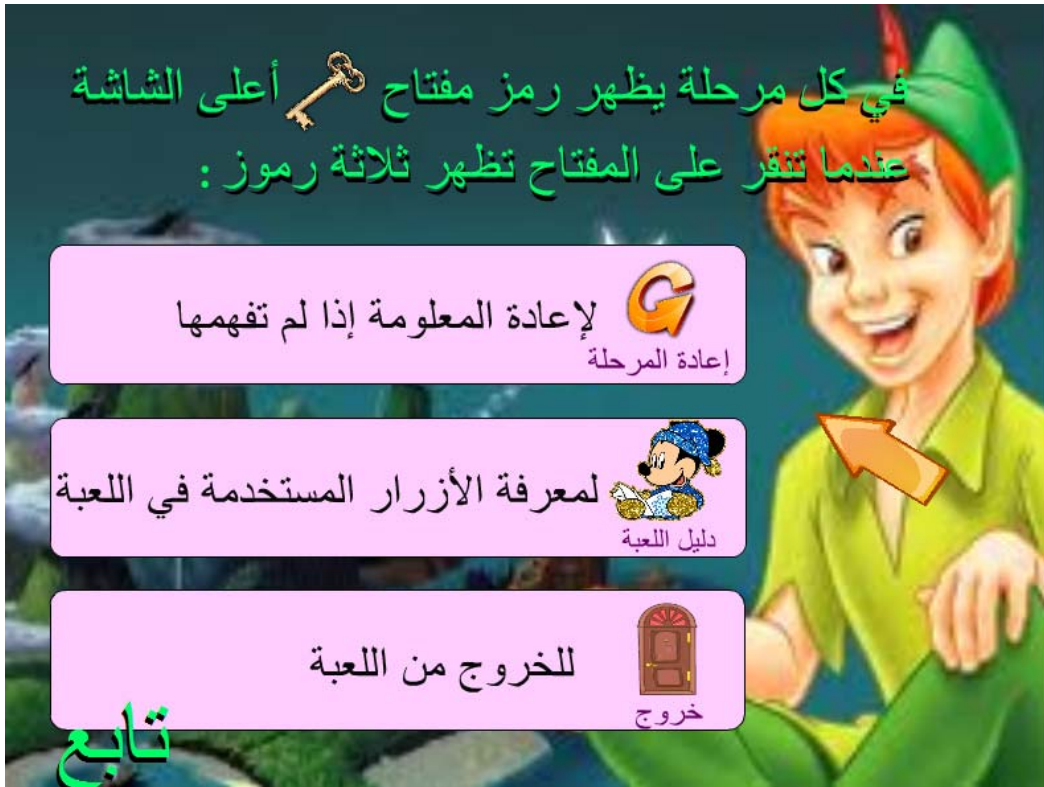 في كل مرحلة يظهر رمز مفتاح أعلى الشاشة
عندما تنقر على المفتاح تظهر ثلاثة رموز :
لإعادة المعلومة إذا لم تفهمها
إعادة المرحلة
لمعرفة الأزرار المستخدمة في اللعبة
دليل اللعبة
للخروج من اللعبة
خروج
تابع